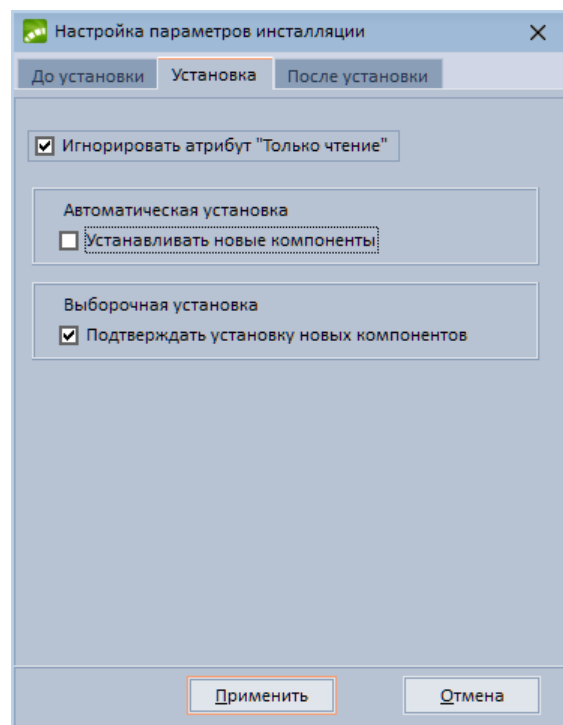 Настройка параметров инсталляции
До установки Установка После установки
Игнорировать атрибут "Только чтение"
Автоматическая установка
Устанавливать новые компоненты
Выборочная установка
Подтверждать установку новых компонентов
Применить Отмена